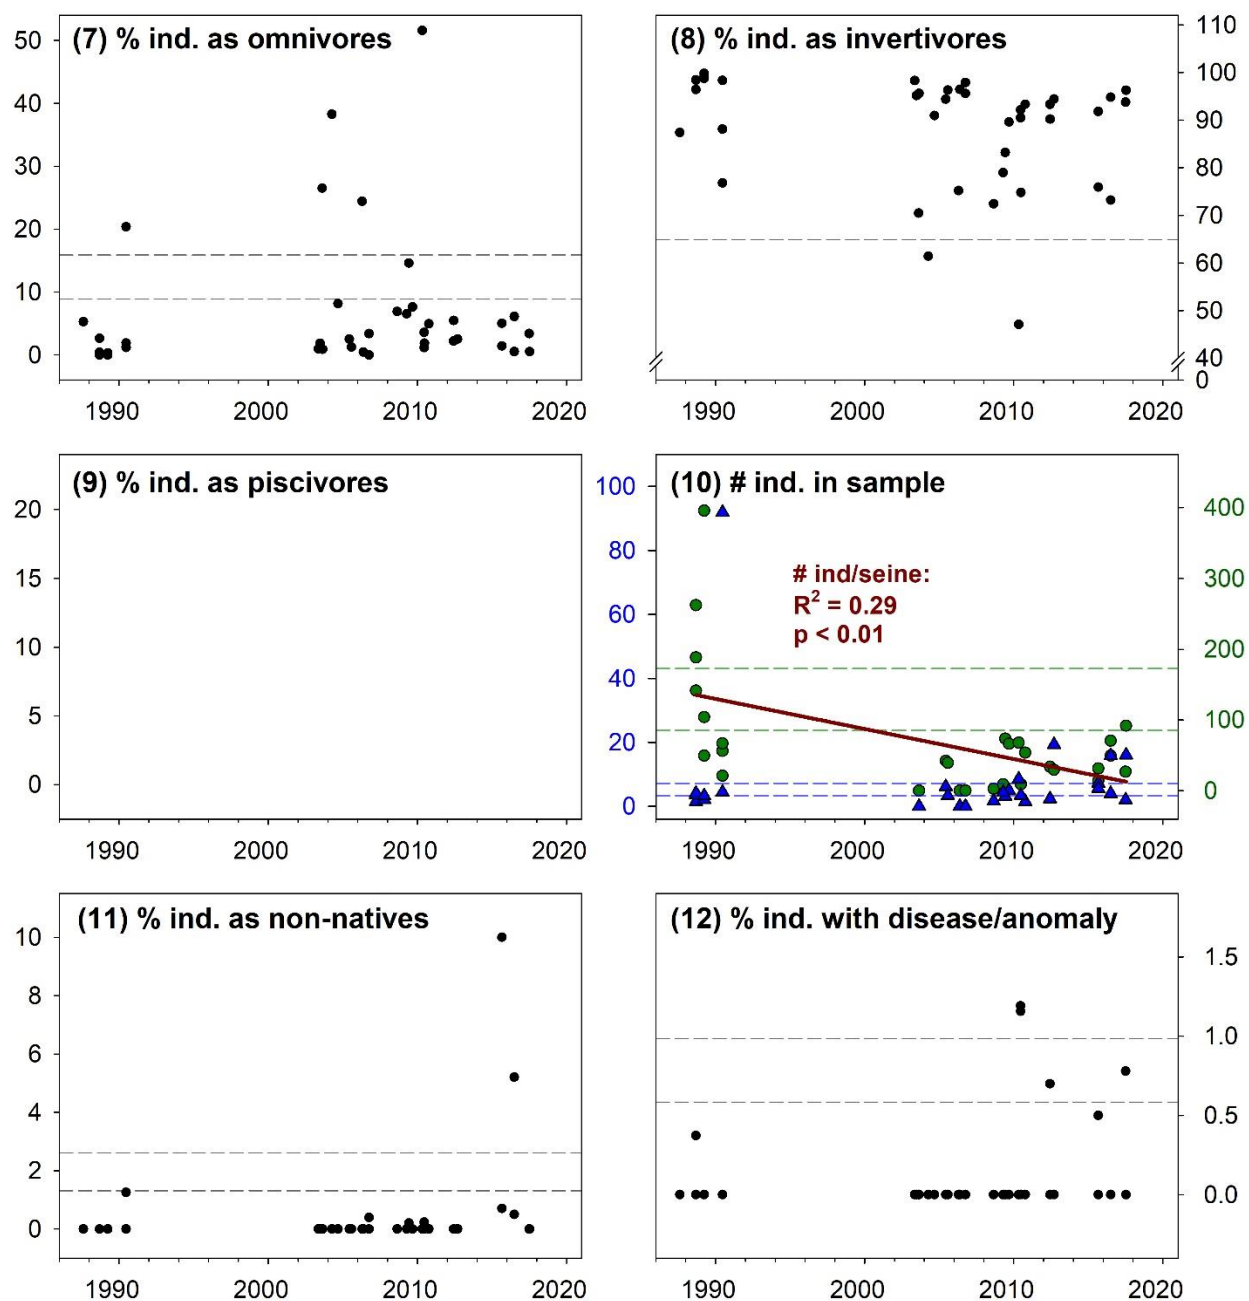 (7) % ind. as omnivores
50
40
30
20
10
0
1990 2000 2010 2020
(8) % ind. as invertivores
110
100
90
80
70
60
50
40
0
1990 2000 2010 2020
(9) % ind. as piscivores
20
15
10
5
0
1990 2000 2010 2020
(10) # ind. in sample
100
80
60
40
20
0
# ind/seine:
R² = 0.29
p < 0.01
400
300
200
100
0
1990 2000 2010 2020
(11) % ind. as non-natives
10
8
6
4
2
0
1990 2000 2010 2020
(12) % ind. with disease/anomaly
1.5
1.0
0.5
0.0
1990 2000 2010 2020